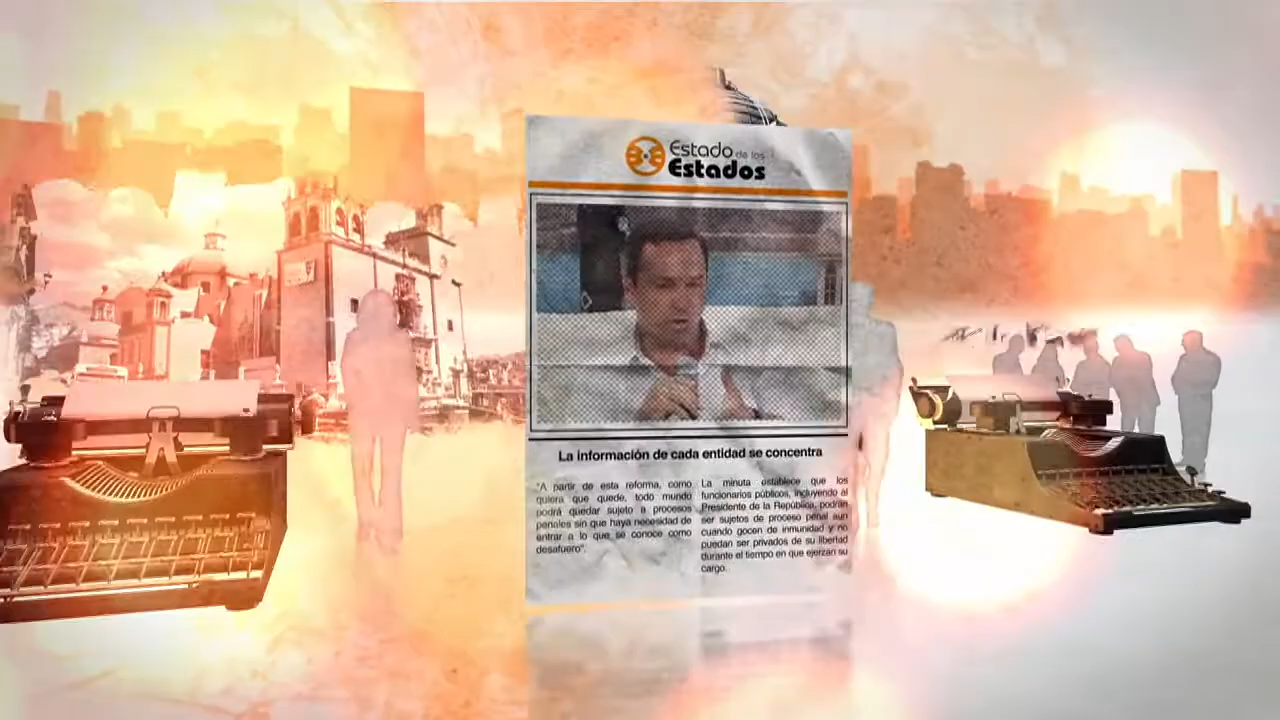 Estado de los
Estados
La información de cada entidad se concentra
"A partir de esta reforma, como
quiera que quede, todo mundo
podrá quedar sujeto a procesos
penales sin que haya necesidad de
entrar a lo que se conoce como
desafuero".
La minuta establece que los
funcionarios públicos, incluyendo al
Presidente de la República, podrán
ser sujetos de proceso penal aun
cuando gocen de inmunidad y no
puedan ser privados de su libertad
durante el tiempo en que ejerzan su
cargo.